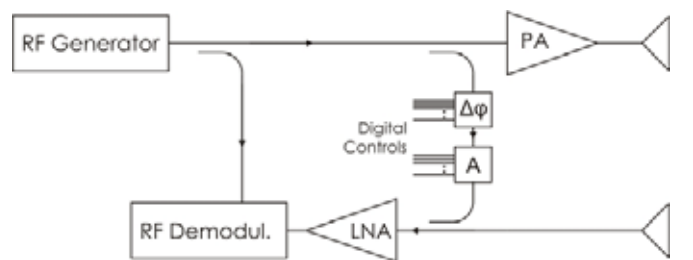 RF Generator
PA
Δφ
Digital
Controls
A
RF Demodul.
LNA